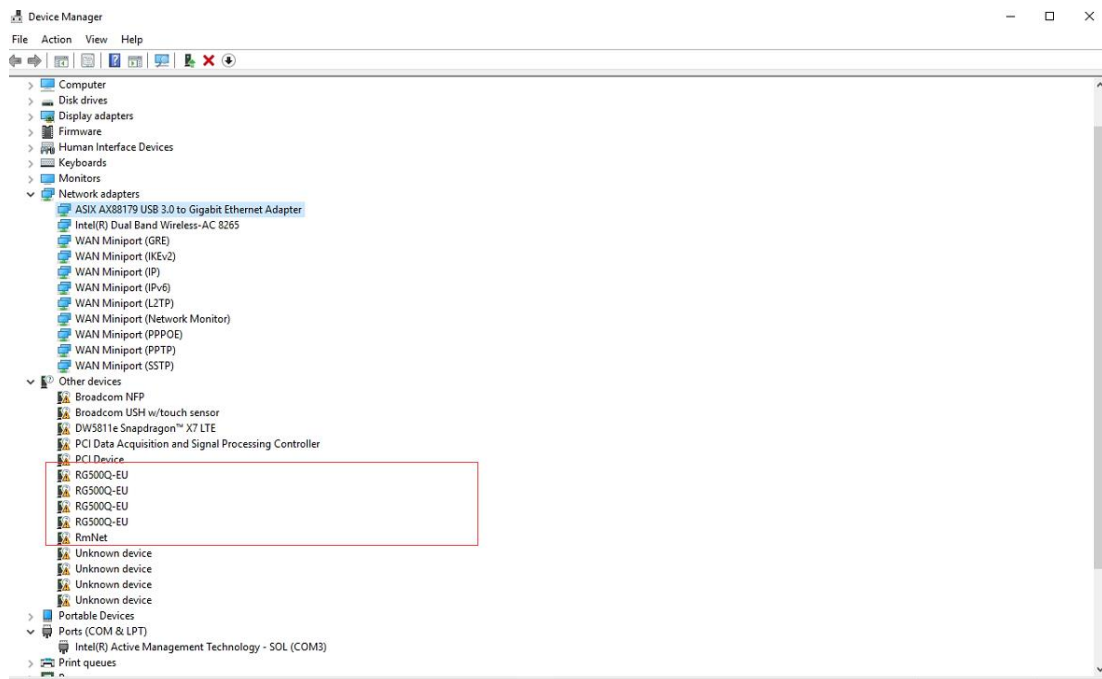 Device Manager
File Action View Help
Computer
Disk drives
Display adapters
Firmware
Human Interface Devices
Keyboards
Monitors
Network adapters
ASIX AX88179 USB 3.0 to Gigabit Ethernet Adapter
Intel(R) Dual Band Wireless-AC 8265
WAN Miniport (GRE)
WAN Miniport (IKEv2)
WAN Miniport (IP)
WAN Miniport (IPv6)
WAN Miniport (L2TP)
WAN Miniport (Network Monitor)
WAN Miniport (PPPOE)
WAN Miniport (PPTP)
WAN Miniport (SSTP)
Other devices
Broadcom NFP
Broadcom USH w/touch sensor
DW5811e Snapdragon™ X7 LTE
PCI Data Acquisition and Signal Processing Controller
PCI Device
RG500Q-EU
RG500Q-EU
RG500Q-EU
RG500Q-EU
RmNet
Unknown device
Unknown device
Unknown device
Unknown device
Portable Devices
Ports (COM & LPT)
Intel(R) Active Management Technology - SOL (COM3)
Print queues